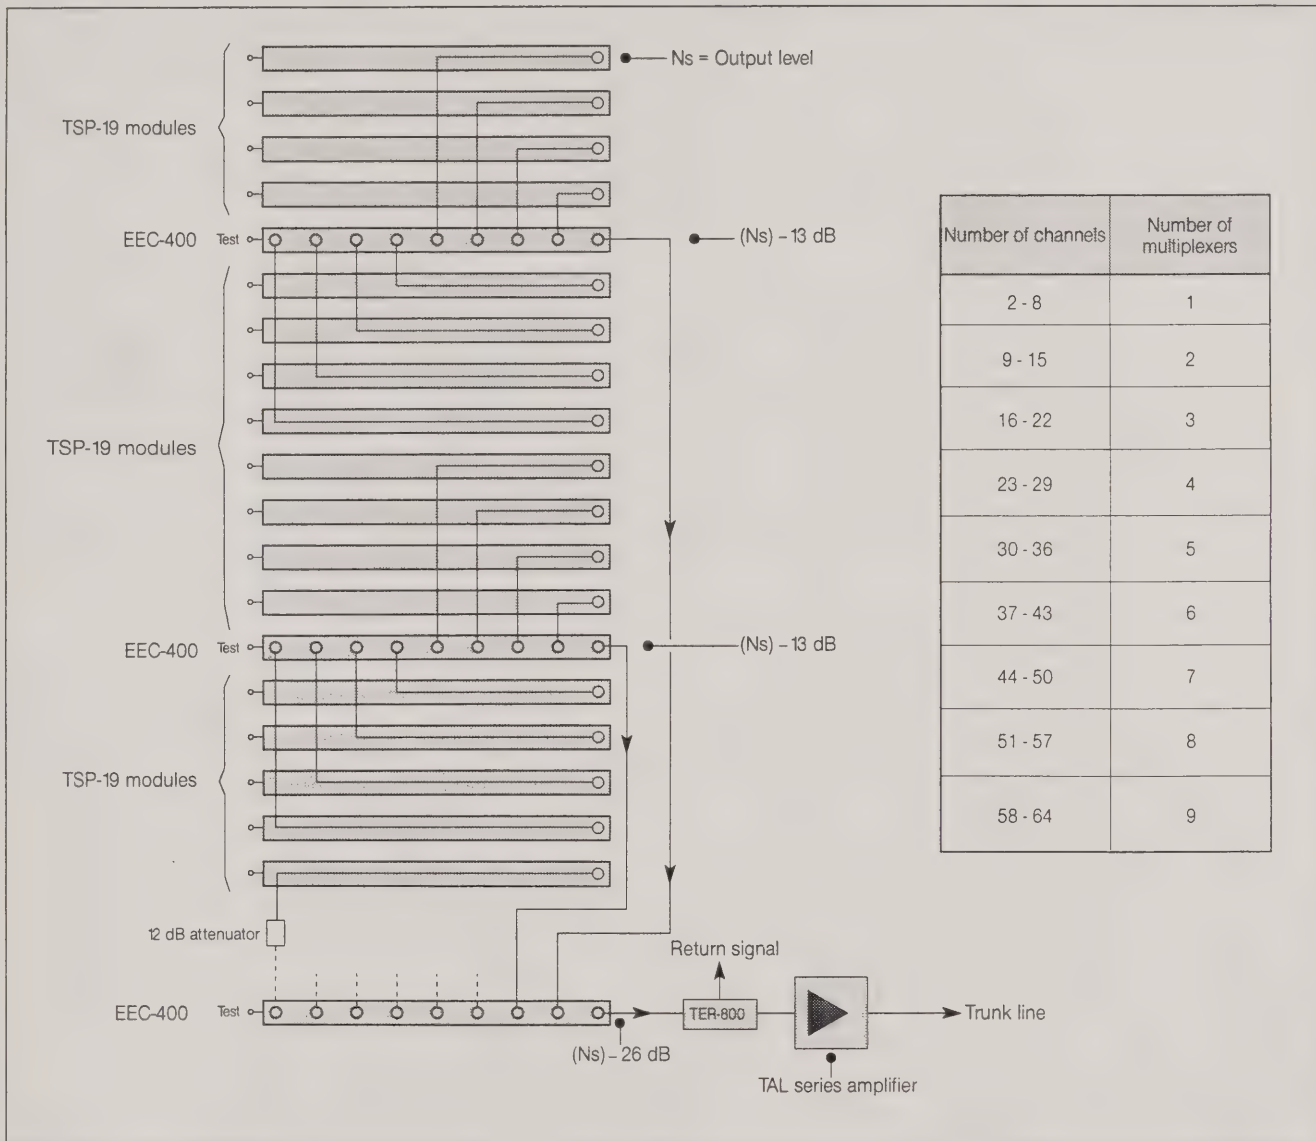 Ns = Output level
TSP-19 modules
EEC-400 Test
(Ns) – 13 dB
TSP-19 modules
EEC-400 Test
(Ns) – 13 dB
TSP-19 modules
12 dB attenuator
EEC-400 Test
(Ns) – 26 dB
Return signal
TER-800
TAL series amplifier
Trunk line
Number of channels Number of
multiplexers
2 - 8 1
9 - 15 2
16 - 22 3
23 - 29 4
30 - 36 5
37 - 43 6
44 - 50 7
51 - 57 8
58 - 64 9